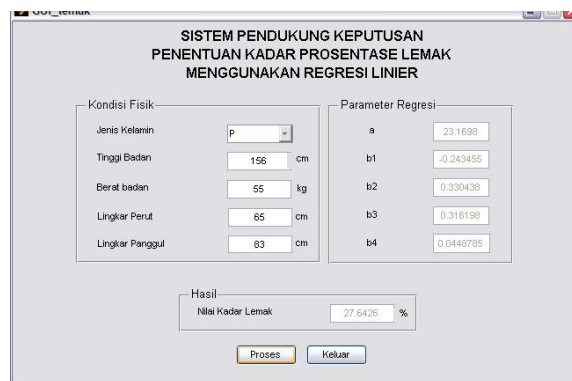 GUI_lemak
SISTEM PENDUKUNG KEPUTUSAN
PENENTUAN KADAR PROSENTASE LEMAK
MENGGUNAKAN REGRESI LINIER
Kondisi Fisik
Jenis Kelamin P
Tinggi Badan 156 cm
Berat badan 55 kg
Lingkar Perut 65 cm
Lingkar Panggul 83 cm
Parameter Regresi
a 23.1698
b1 -0.243455
b2 0.330438
b3 0.316198
b4 0.0448785
Hasil
Nilai Kadar Lemak 27.6426 %
Proses Keluar